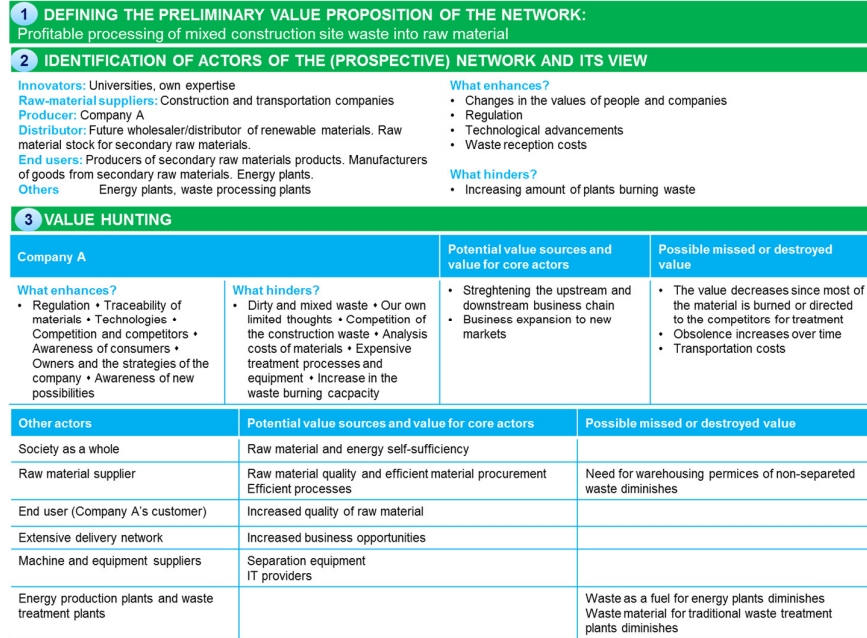 1 DEFINING THE PRELIMINARY VALUE PROPOSITION OF THE NETWORK:
Profitable processing of mixed construction site waste into raw material
2 IDENTIFICATION OF ACTORS OF THE (PROSPECTIVE) NETWORK AND ITS VIEW
Innovators: Universities, own expertise
Raw-material suppliers: Construction and transportation companies
Producer: Company A
Distributor: Future wholesaler/distributor of renewable materials. Raw
material stock for secondary raw materials.
End users: Producers of secondary raw materials products. Manufacturers
of goods from secondary raw materials. Energy plants.
Others Energy plants, waste processing plants
What enhances?
• Changes in the values of people and companies
• Regulation
• Technological advancements
• Waste reception costs
What hinders?
• Increasing amount of plants burning waste
3 VALUE HUNTING
Company A
Potential value sources and
value for core actors
Possible missed or destroyed
value
What enhances?
• Regulation • Traceability of
materials • Technologies •
Competition and competitors •
Awareness of consumers •
Owners and the strategies of the
company • Awareness of new
possibilities
What hinders?
• Dirty and mixed waste • Our own
limited thoughts • Competition of
the construction waste • Analysis
costs of materials • Expensive
treatment processes and
equipment • Increase in the
waste burning cacpacity
• Streghtening the upstream and
downstream business chain
• Business expansion to new
markets
• The value decreases since most of
the material is burned or directed
to the competitors for treatment
• Obsolence increases over time
• Transportation costs
Other actors
Potential value sources and value for core actors
Possible missed or destroyed value
Society as a whole
Raw material and energy self-sufficiency
Raw material supplier
Raw material quality and efficient material procurement
Efficient processes
Need for warehousing permices of non-separeted
waste diminishes
End user (Company A's customer)
Increased quality of raw material
Extensive delivery network
Increased business opportunities
Machine and equipment suppliers
Separation equipment
IT providers
Energy production plants and waste
treatment plants
Waste as a fuel for energy plants diminishes
Waste material for traditional waste treatment
plants diminishes